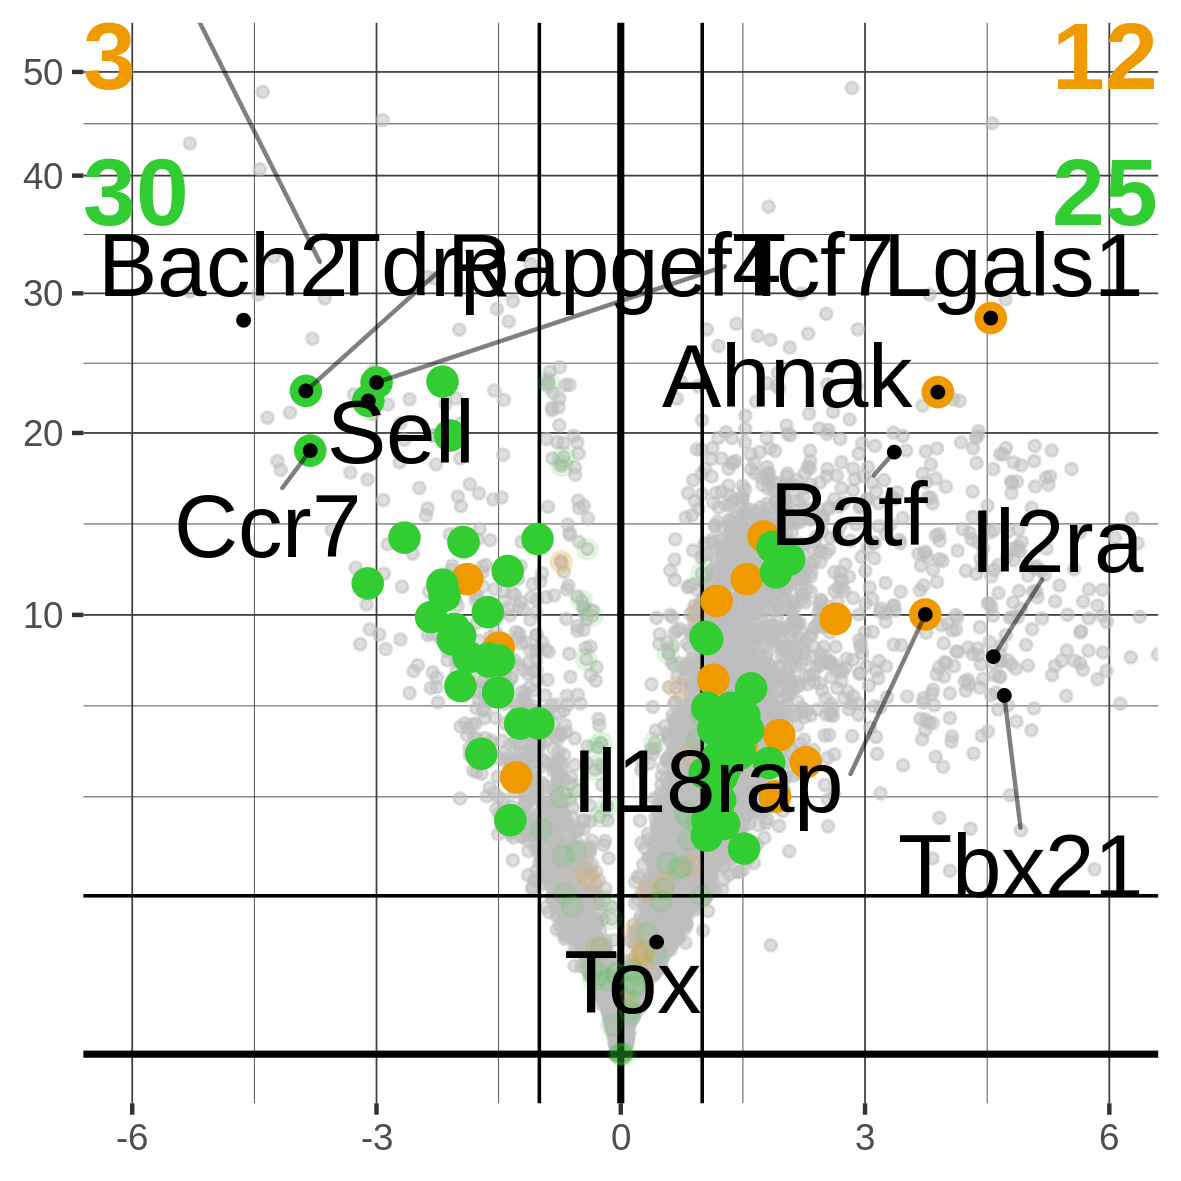 3
12
50
40
30
25
Bach2 Tdrp Rapgef4 Tcf7 Lgals1
30
Ahnak
Sell
20
Ccr7
Batf
Il2ra
10
Il18rap
Tbx21
Tox
-6 -3 0 3 6